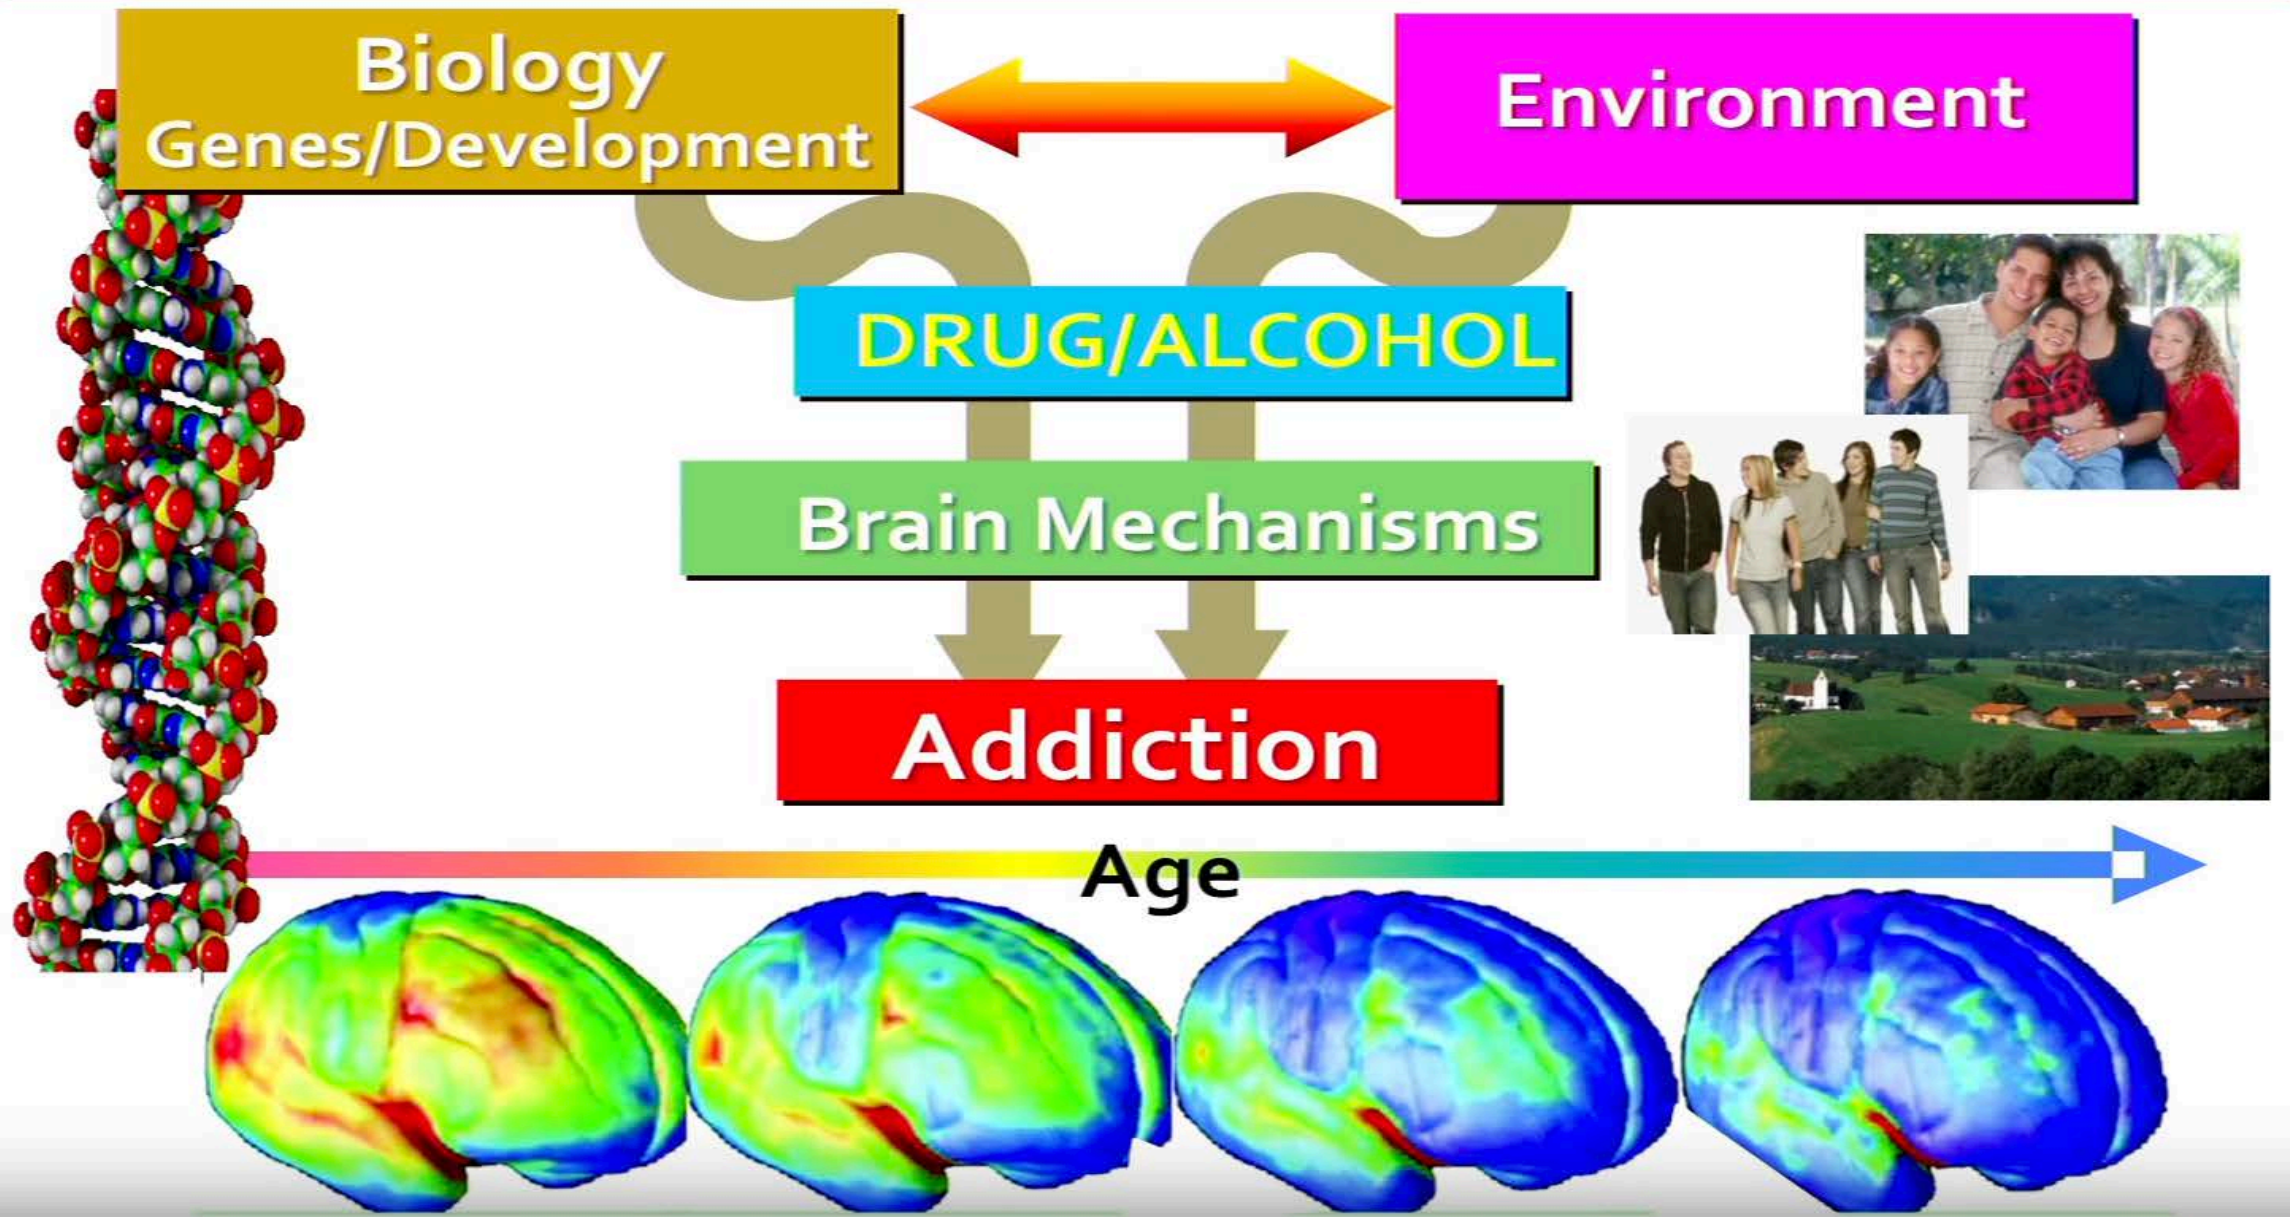 Biology
Genes/Development
Environment
DRUG/ALCOHOL
Brain Mechanisms
Addiction
Age